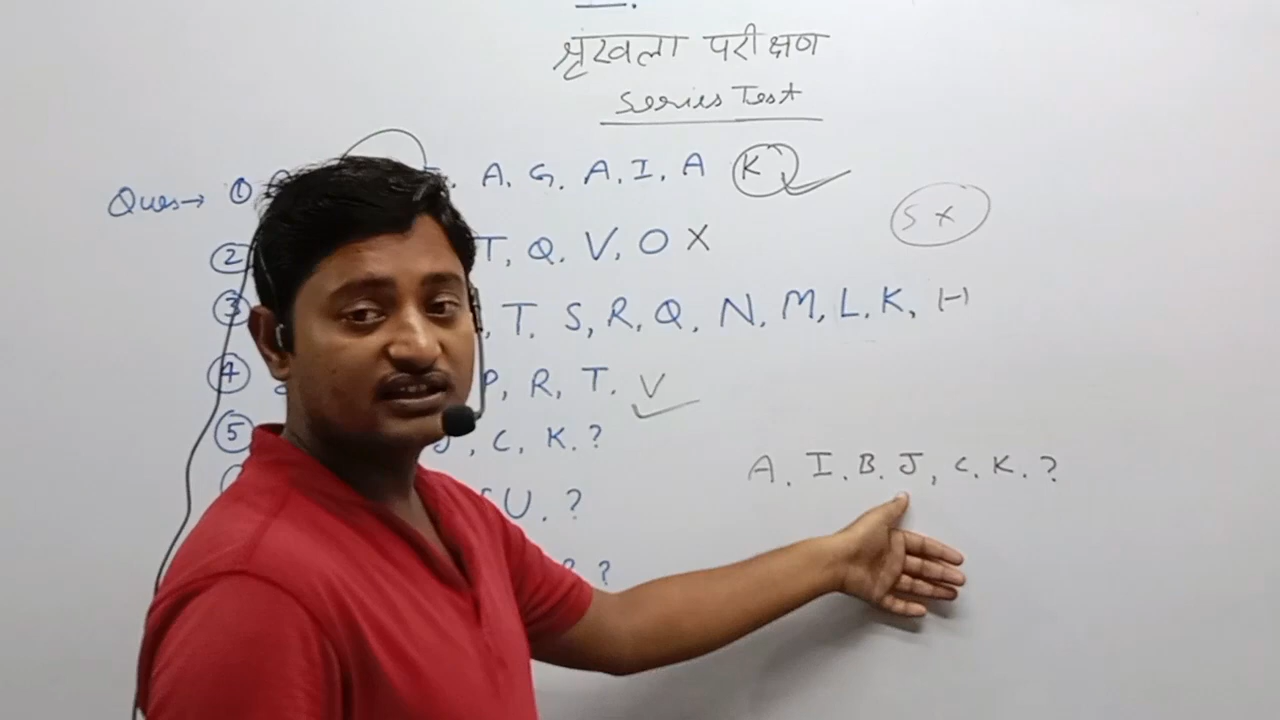 श्रृंखला परीक्षण
Series Test
Ques → ① A, G, A, I, A K
② T, Q, V, O X
5 X
③ T, S, R, Q, N, M, L, K, H
④ P, R, T, V
⑤ J, C, K, ?
A, I, B, J, C, K, ?
U, ?
?